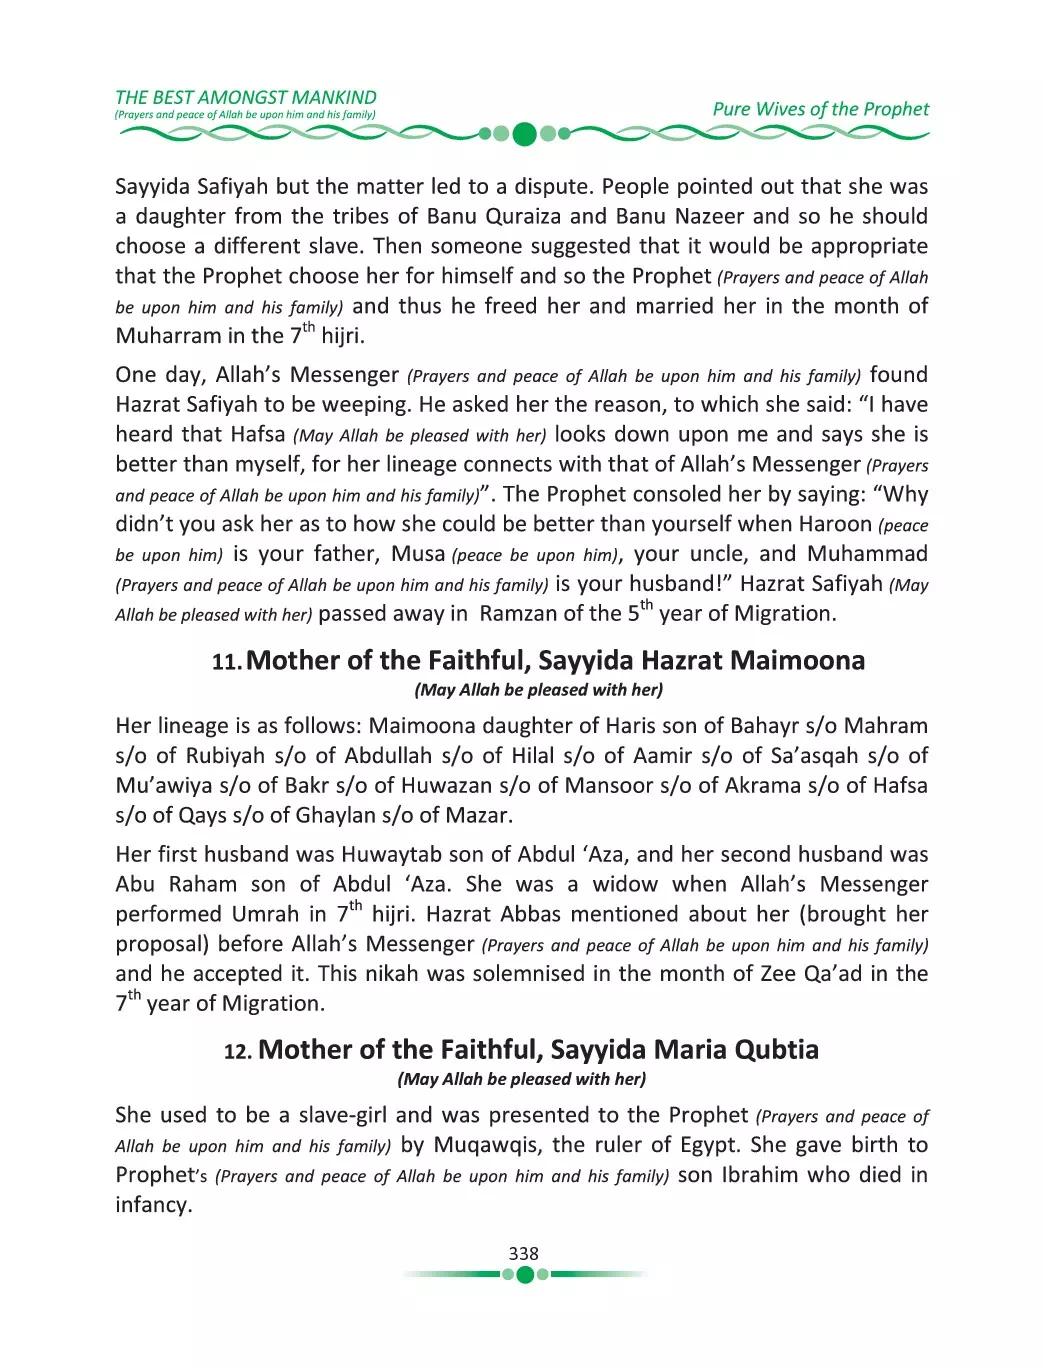 THE BEST AMONGST MANKIND
(Prayers and peace of Allah be upon him and his family)
Pure Wives of the Prophet
Sayyida Safiyah but the matter led to a dispute. People pointed out that she was
a daughter from the tribes of Banu Quraiza and Banu Nazeer and so he should
choose a different slave. Then someone suggested that it would be appropriate
that the Prophet choose her for himself and so the Prophet (Prayers and peace of Allah
be upon him and his family) and thus he freed her and married her in the month of
Muharram in the 7th hijri.
One day, Allah’s Messenger (Prayers and peace of Allah be upon him and his family) found
Hazrat Safiyah to be weeping. He asked her the reason, to which she said: “I have
heard that Hafsa (May Allah be pleased with her) looks down upon me and says she is
better than myself, for her lineage connects with that of Allah’s Messenger (Prayers
and peace of Allah be upon him and his family)”. The Prophet consoled her by saying: “Why
didn’t you ask her as to how she could be better than yourself when Haroon (peace
be upon him) is your father, Musa (peace be upon him), your uncle, and Muhammad
(Prayers and peace of Allah be upon him and his family) is your husband!” Hazrat Safiyah (May
Allah be pleased with her) passed away in Ramzan of the 5th year of Migration.
11. Mother of the Faithful, Sayyida Hazrat Maimoona
(May Allah be pleased with her)
Her lineage is as follows: Maimoona daughter of Haris son of Bahayr s/o Mahram
s/o of Rubiyah s/o of Abdullah s/o of Hilal s/o of Aamir s/o of Sa’asqah s/o of
Mu’awiya s/o of Bakr s/o of Huwazan s/o of Mansoor s/o of Akrama s/o of Hafsa
s/o of Qays s/o of Ghaylan s/o of Mazar.
Her first husband was Huwaytab son of Abdul ‘Aza, and her second husband was
Abu Raham son of Abdul ‘Aza. She was a widow when Allah’s Messenger
performed Umrah in 7th hijri. Hazrat Abbas mentioned about her (brought her
proposal) before Allah’s Messenger (Prayers and peace of Allah be upon him and his family)
and he accepted it. This nikah was solemnised in the month of Zee Qa’ad in the
7th year of Migration.
12. Mother of the Faithful, Sayyida Maria Qubtia
(May Allah be pleased with her)
She used to be a slave-girl and was presented to the Prophet (Prayers and peace of
Allah be upon him and his family) by Muqawqis, the ruler of Egypt. She gave birth to
Prophet’s (Prayers and peace of Allah be upon him and his family) son Ibrahim who died in
infancy.
338